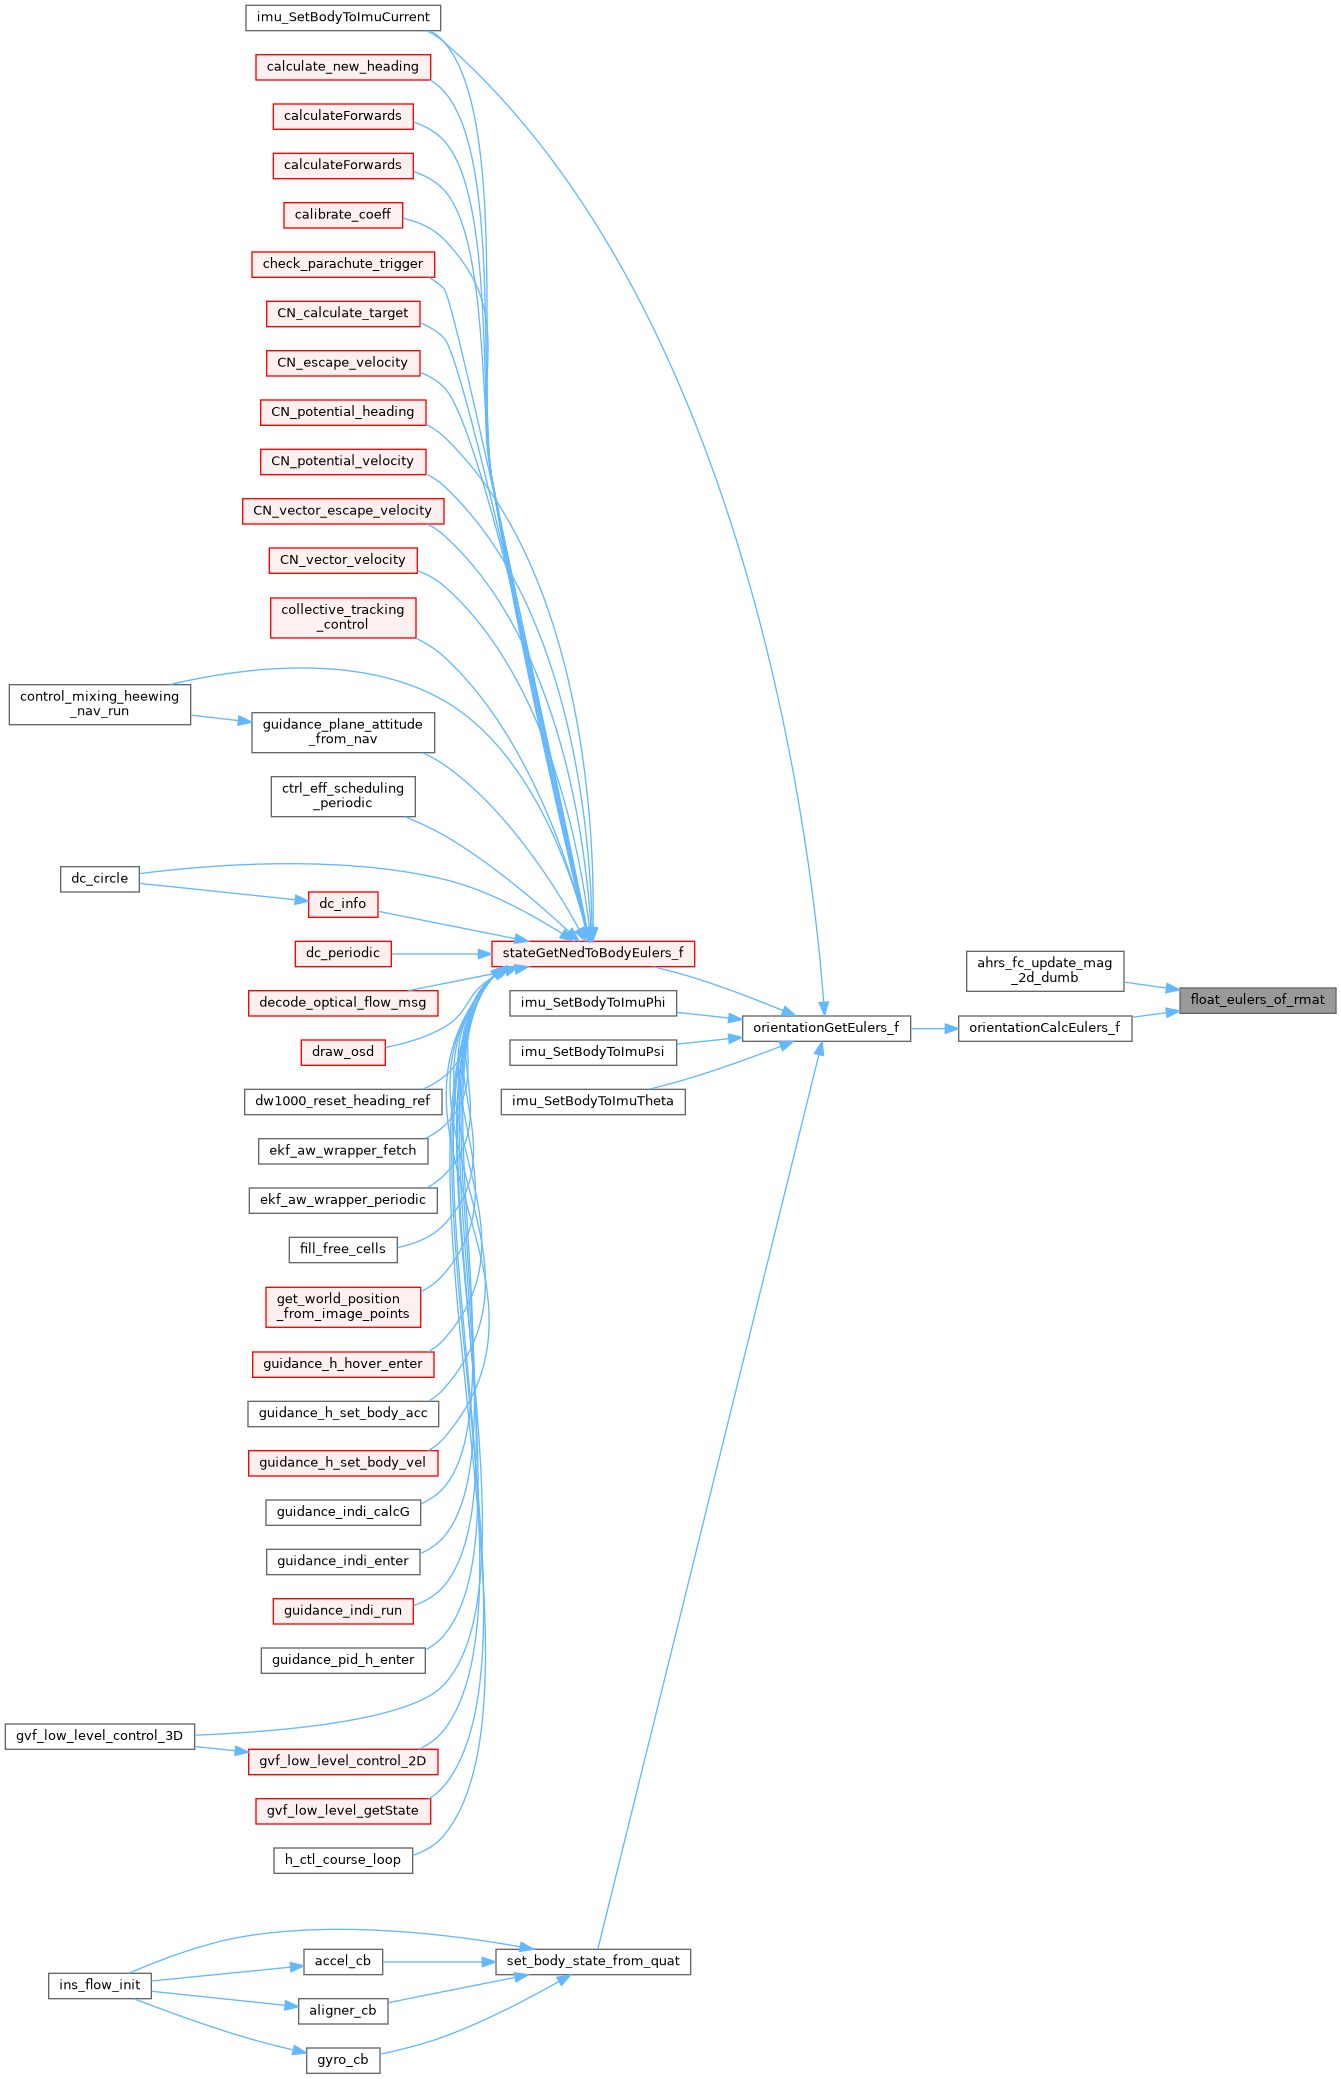 imu_SetBodyToImuCurrent
calculate_new_heading
calculateForwards
calculateForwards
calibrate_coeff
check_parachute_trigger
CN_calculate_target
CN_escape_velocity
CN_potential_heading
CN_potential_velocity
CN_vector_escape_velocity
CN_vector_velocity
collective_tracking
_control
control_mixing_heewing
_nav_run
guidance_plane_attitude
_from_nav
ctrl_eff_scheduling
_periodic
dc_circle
dc_info
dc_periodic
stateGetNedToBodyEulers_f
decode_optical_flow_msg
draw_osd
dw1000_reset_heading_ref
ekf_aw_wrapper_fetch
ekf_aw_wrapper_periodic
fill_free_cells
get_world_position
_from_image_points
guidance_h_hover_enter
guidance_h_set_body_acc
guidance_h_set_body_vel
guidance_indi_calcG
guidance_indi_enter
guidance_indi_run
guidance_pid_h_enter
gvf_low_level_control_3D
gvf_low_level_control_2D
gvf_low_level_getState
h_ctl_course_loop
imu_SetBodyToImuPhi
imu_SetBodyToImuPsi
imu_SetBodyToImuTheta
orientationGetEulers_f
ahrs_fc_update_mag
_2d_dumb
orientationCalcEulers_f
float_eulers_of_rmat
set_body_state_from_quat
accel_cb
ins_flow_init
aligner_cb
gyro_cb